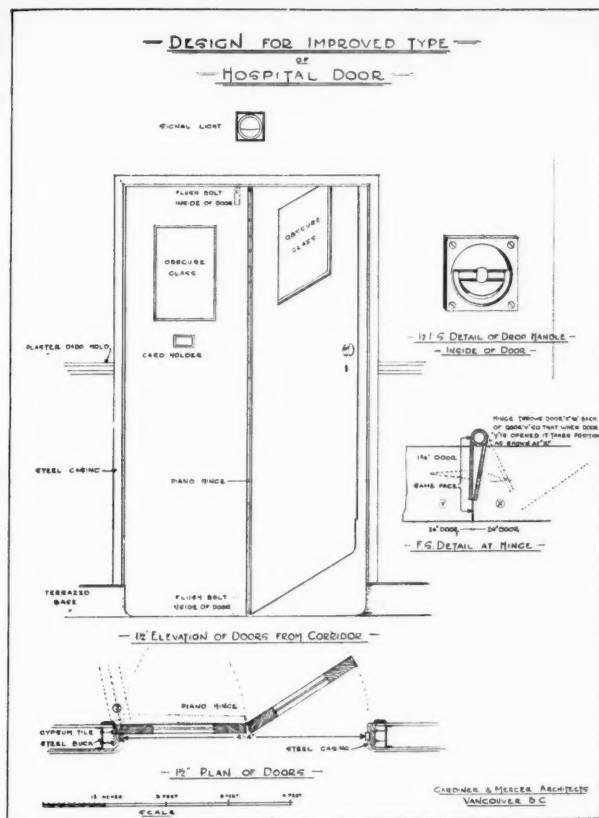 DESIGN FOR IMPROVED TYPE
OF
HOSPITAL DOOR
SIGNAL LIGHT
FLUSH BOLT
INSIDE OF DOOR
OBSCURE
GLASS
OBSCURE
GLASS
CARD HOLDER
PLASTER DADO MOLD
STEEL CASING
PIANO HINGE
TERRAZZO
BASE
FLUSH BOLT
INSIDE OF DOOR
DETAIL OF DROP HANDLE
INSIDE OF DOOR
HINGE THROWS DOOR "X" BACK
OF DOOR "Y" SO THAT WHEN DOOR
"Y" IS OPENED IT TAKES POSITION
AS SHOWN AT "Z"
1¾" DOOR
SAME FACE
Y
X
24" DOOR
F.S. DETAIL AT HINGE
1½" ELEVATION OF DOORS FROM CORRIDOR
PIANO HINGE
GYPSUM TILE
STEEL BUCK
4'-4"
STEEL CASING
1½" PLAN OF DOORS
12 INCHES 2 FEET 3 FEET 4 FEET
SCALE
GARDINER & MERCER ARCHITECTS
VANCOUVER B C